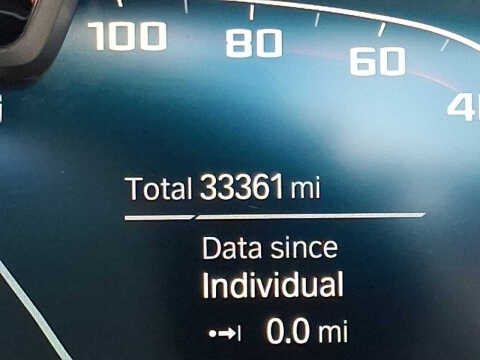 100 80 60
Total 33361 mi
Data since
Individual
0.0 mi